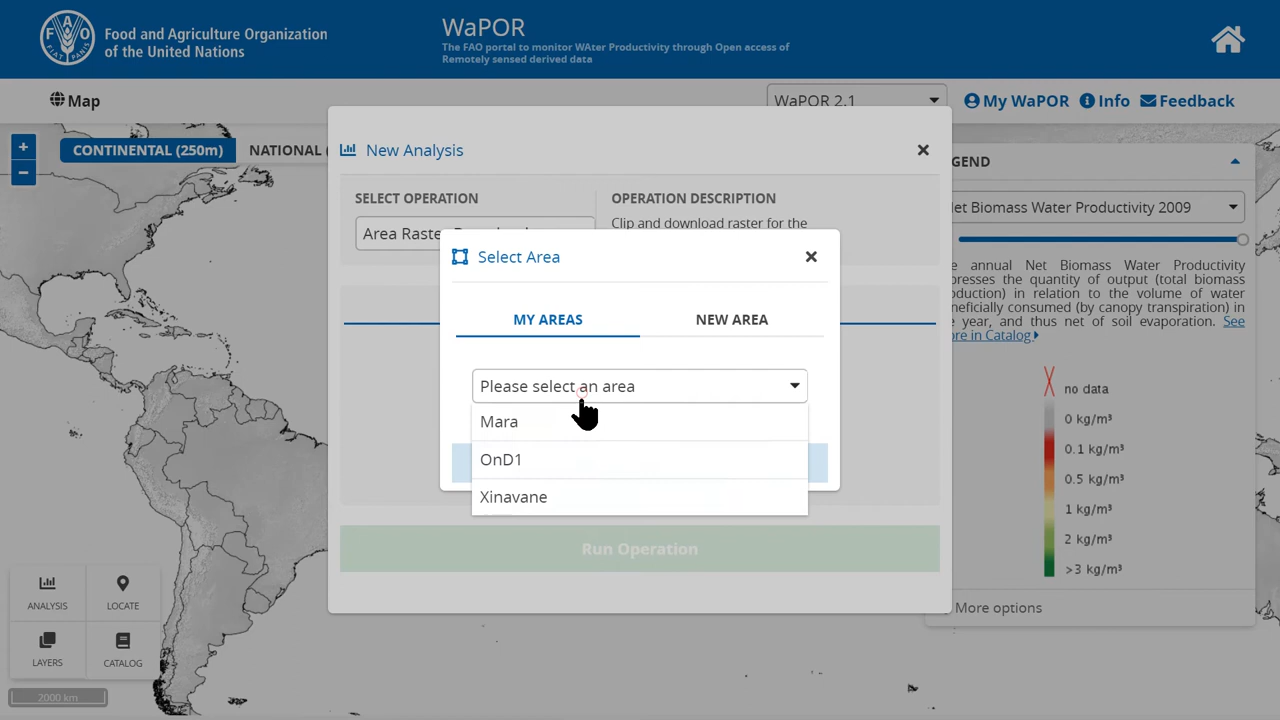 FAO
FIAT PANIS
Food and Agriculture Organization
of the United Nations
WaPOR
The FAO portal to monitor WAter Productivity through Open access of
Remotely sensed derived data
Map
WaPOR 2.1
My WaPOR
Info
Feedback
+
−
CONTINENTAL (250m)
NATIONAL (
New Analysis
SELECT OPERATION
OPERATION DESCRIPTION
Area Raste
Clip and download raster for the
Select Area
MY AREAS
NEW AREA
Please select an area
Mara
OnD1
Xinavane
Run Operation
GEND
et Biomass Water Productivity 2009
e annual Net Biomass Water Productivity
presses the quantity of output (total biomass
oduction) in relation to the volume of water
neficially consumed (by canopy transpiration) in
e year, and thus net of soil evaporation. See
ore in Catalog
no data
0 kg/m³
0.1 kg/m³
0.5 kg/m³
1 kg/m³
2 kg/m³
>3 kg/m³
More options
ANALYSIS
LOCATE
LAYERS
CATALOG
2000 km